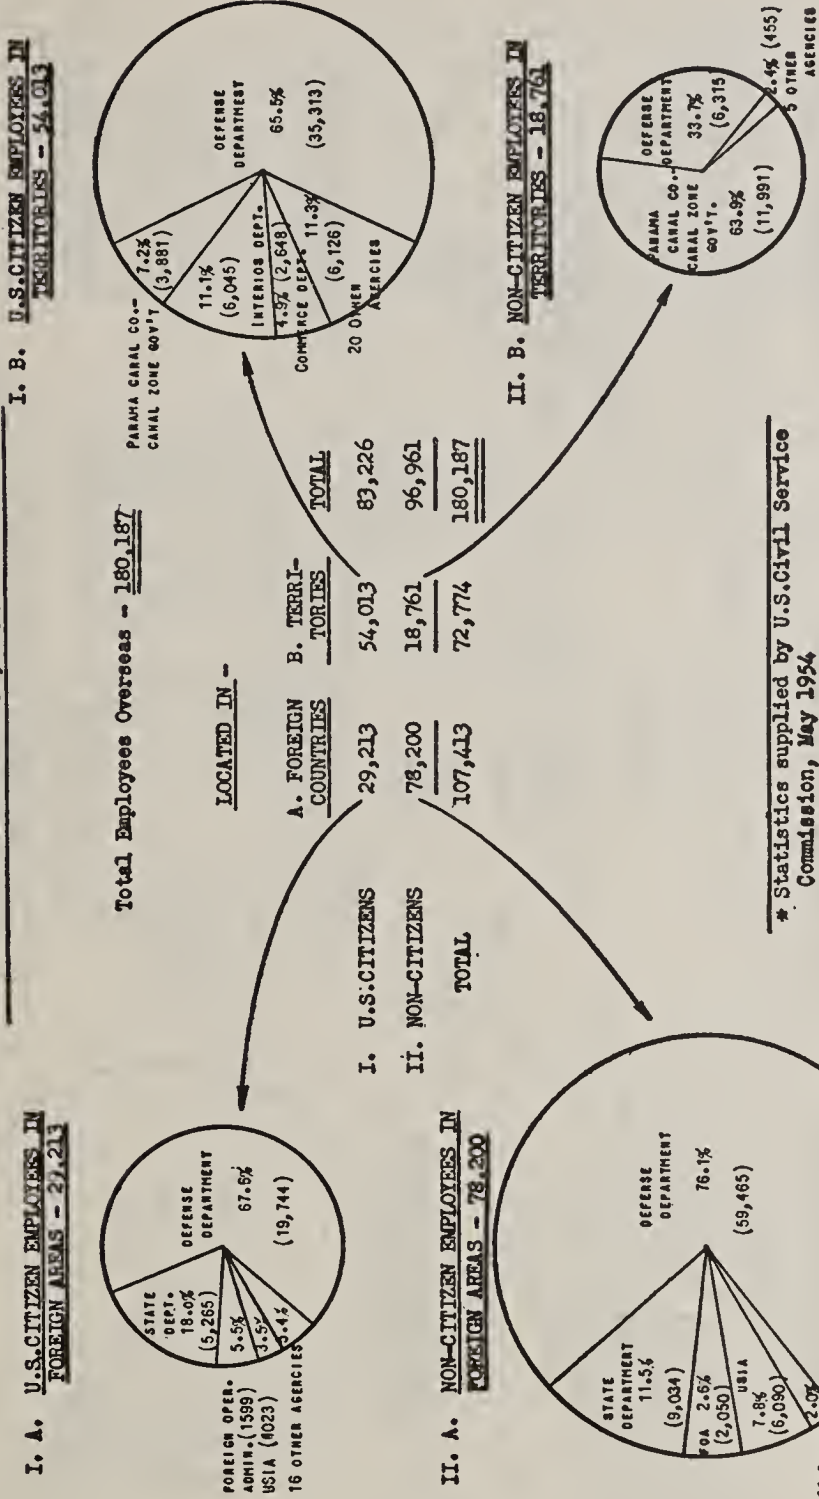 Total Employees Overseas - 180,187
LOCATED IN -
A. FOREIGN COUNTRIES B. TERRI-TORIES TOTAL
I. U.S.CITIZENS 29,213 54,013 83,226
II. NON-CITIZENS 78,200 18,761 96,961
TOTAL 107,413 72,774 180,187
I. A. U.S.CITIZEN EMPLOYEES IN
FOREIGN AREAS - 29,213
DEFENSE
DEPARTMENT
67.6%
(19,744)
STATE
DEPT.
18.0%
(5,265)
5.5%
3.5%
5.4%
FOREIGN OPER.
ADMIN.(1599)
USIA (4023)
16 OTHER AGENCIES
I. B. U.S.CITIZEN EMPLOYEES IN
TERRITORIES - 54,013
PARAMA CARAL CO.-
CANAL ZONE GOV'T
7.2%
(3,881)
DEFENSE
DEPARTMENT
65.5%
(35,313)
11.1%
(6,045)
INTERIOS DEPT.
4.9% (2,648)
COMMERCE DEPT.
11.3%
(6,126)
20 OTHER
AGENCIES
II. A. NON-CITIZEN EMPLOYEES IN
FOREIGN AREAS - 78,200
DEFENSE
DEPARTMENT
76.1%
(59,465)
STATE
DEPARTMENT
11.5%
(9,034)
FOA 2.6%
(2,050)
USIA
7.8%
(6,090)
2.0%
II. B. NON-CITIZEN EMPLOYEES IN
TERRITORIES - 18,761
DEFENSE
DEPARTMENT
33.7%
(6,315)
PANAMA
CANAL CO.-
CARAL ZONE
GOV'T.
63.9%
(11,991)
2.4% (455)
5 OTHER
AGENCIES
* Statistics supplied by U.S.Civil Service
Commission, May 1954